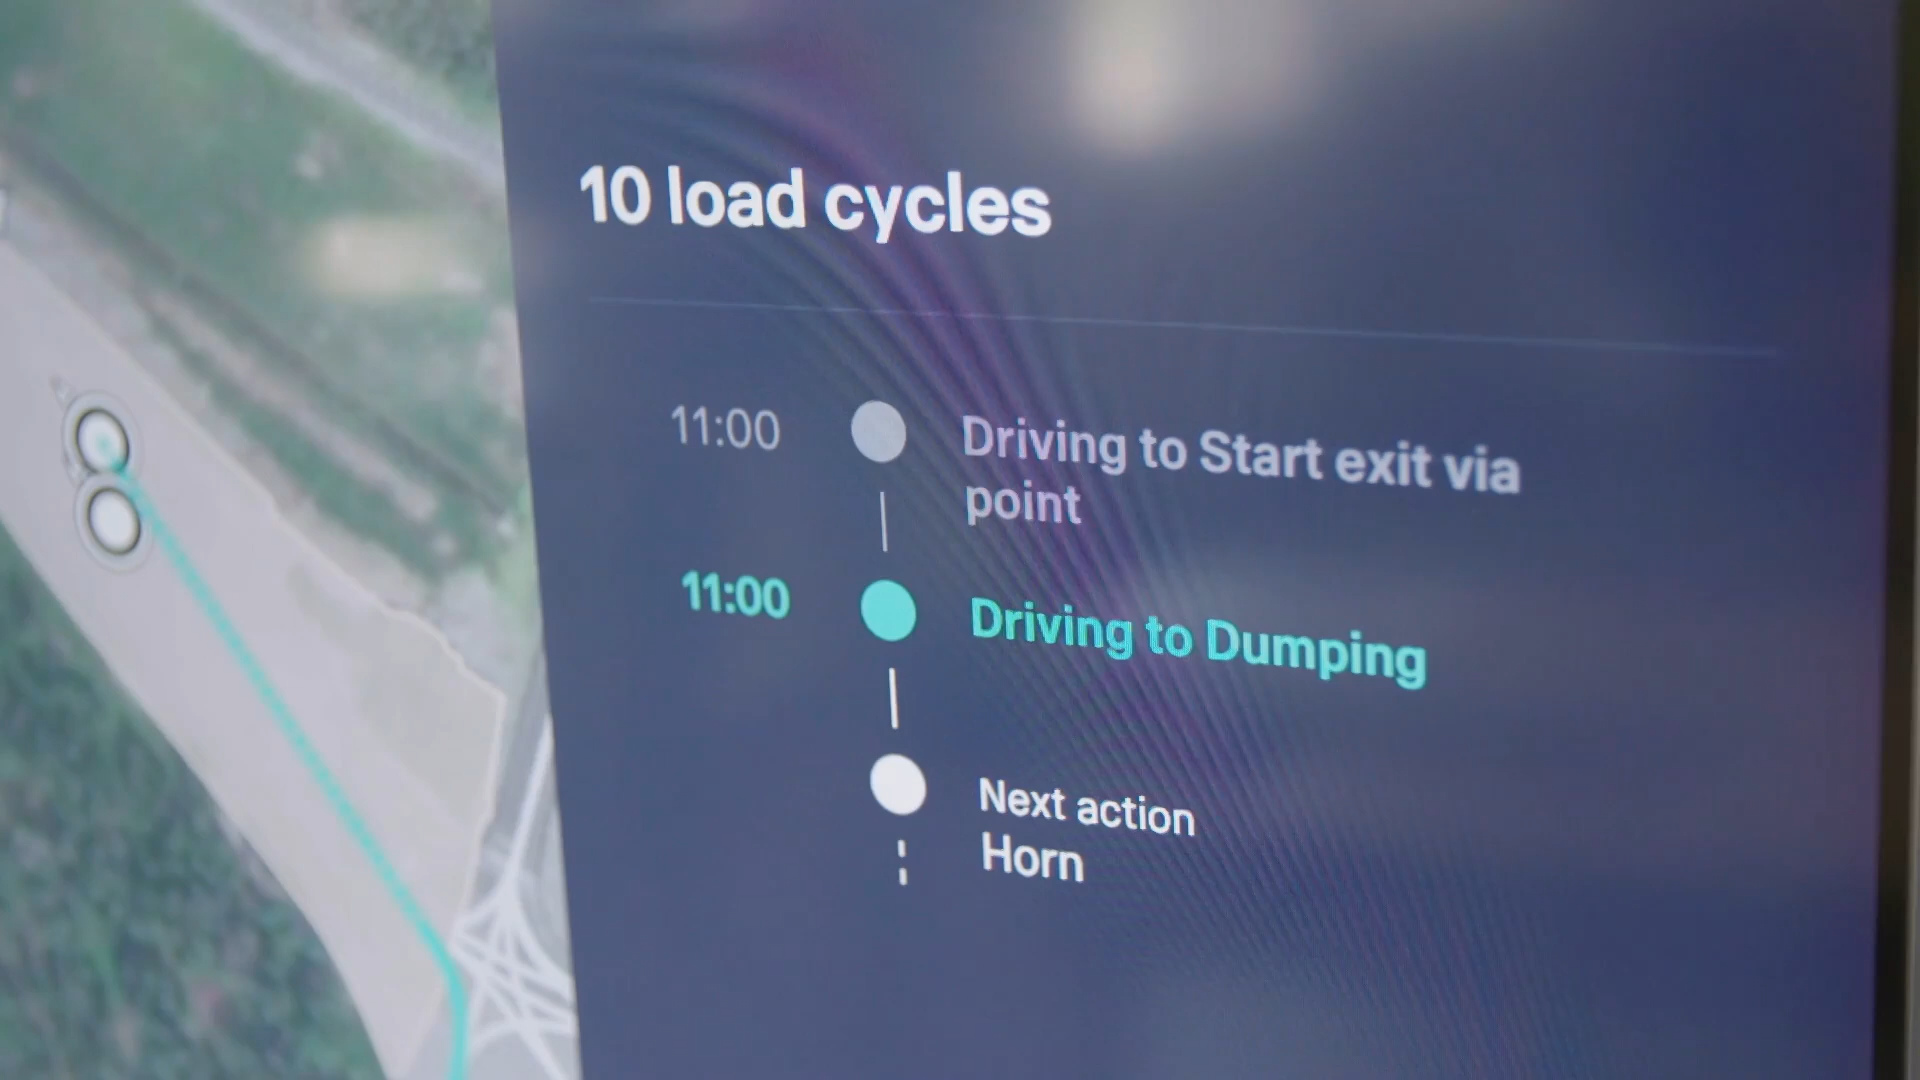 10 load cycles
11:00
Driving to Start exit via
point
11:00
Driving to Dumping
Next action
Horn